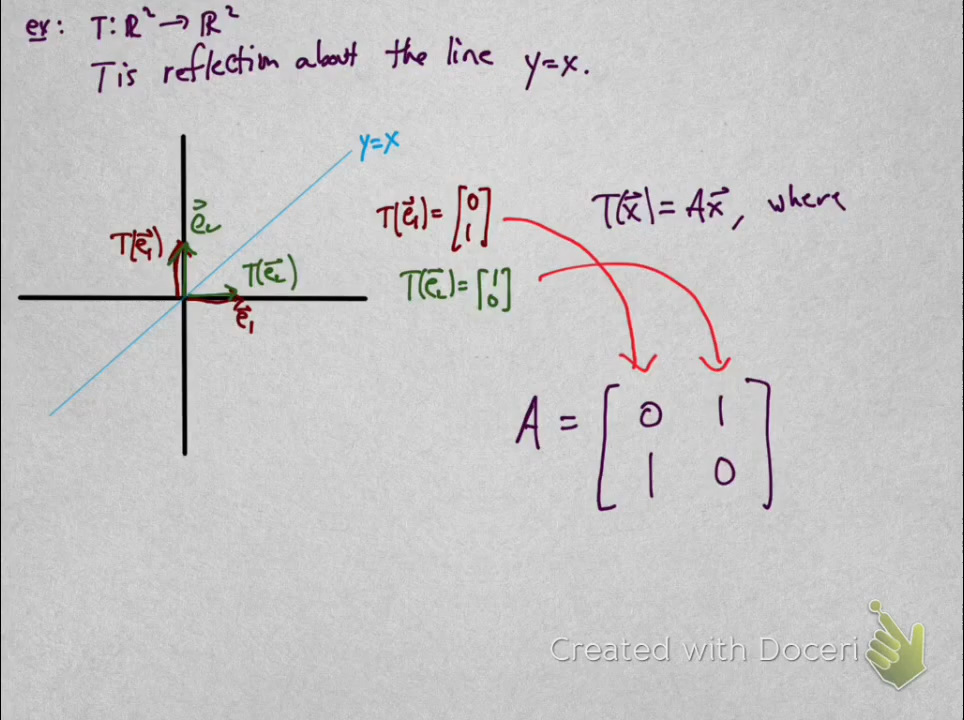 ex: T: ℝ² → ℝ²
T is reflection about the line y=x.
y=x
e⃗₂
T(e⃗₁)
T(e⃗₂)
e⃗₁
T(e⃗₁) = [0 1]
T(e⃗₂) = [1 0]
T(x⃗) = Ax⃗, where
A = [0 1
1 0]
Created with Doceri